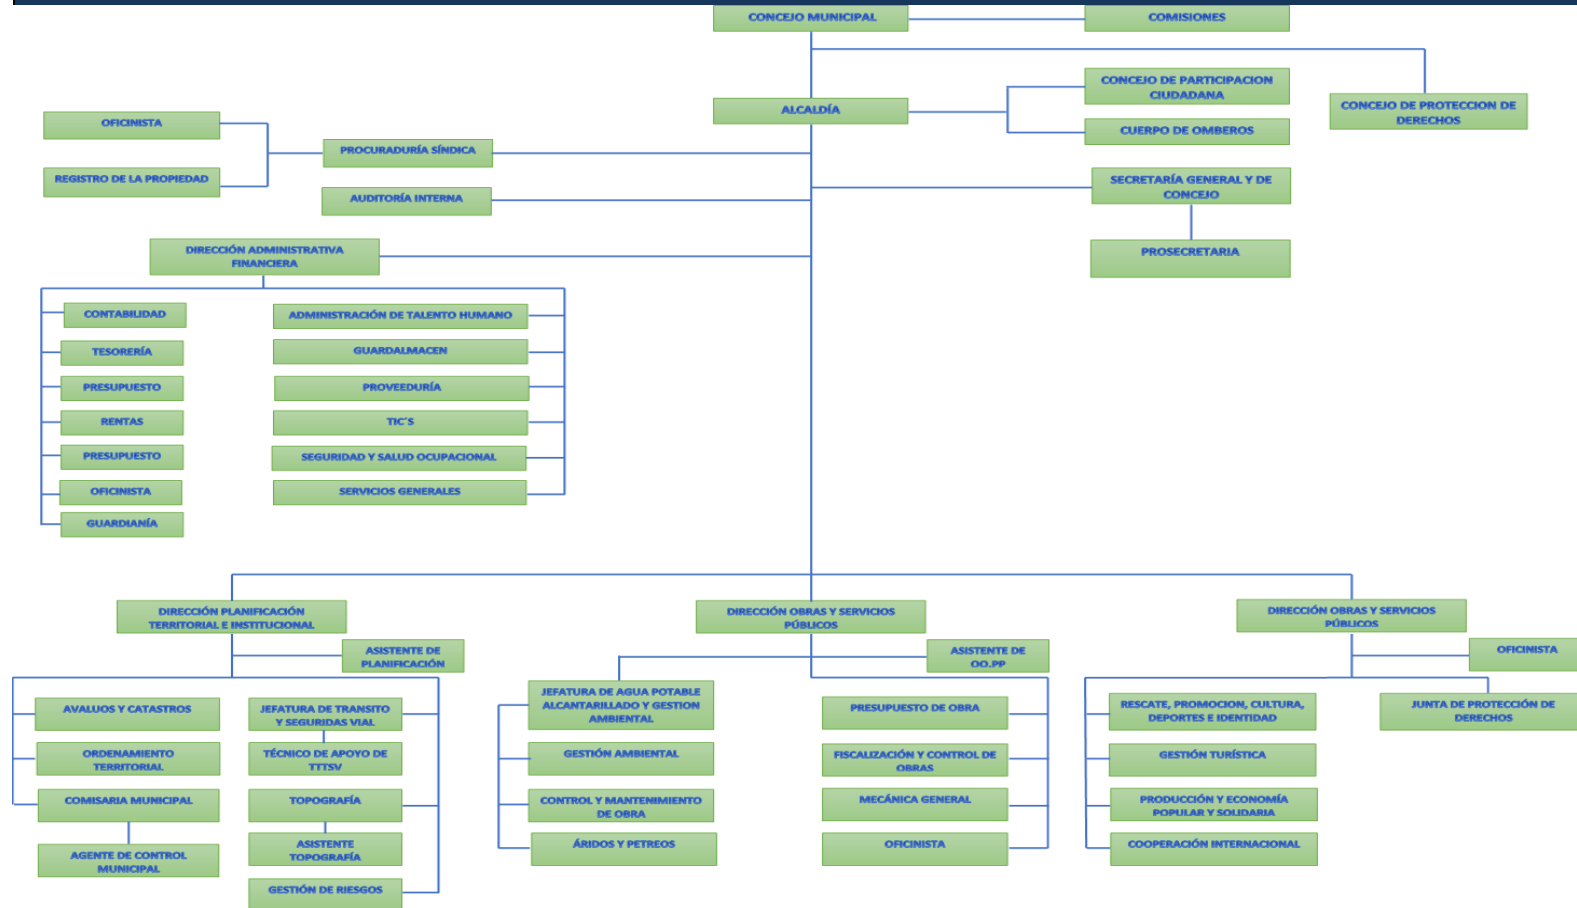 CONCEJO MUNICIPAL
COMISIONES
ALCALDÍA
CONCEJO DE PARTICIPACION
CIUDADANA
CUERPO DE OMBEROS
CONCEJO DE PROTECCION DE
DERECHOS
OFICINISTA
REGISTRO DE LA PROPIEDAD
PROCURADURÍA SÍNDICA
AUDITORÍA INTERNA
SECRETARÍA GENERAL Y DE
CONCEJO
PROSECRETARIA
DIRECCIÓN ADMINISTRATIVA
FINANCIERA
CONTABILIDAD
TESORERÍA
PRESUPUESTO
RENTAS
PRESUPUESTO
OFICINISTA
GUARDIANÍA
ADMINISTRACIÓN DE TALENTO HUMANO
GUARDALMACEN
PROVEEDURÍA
TIC´S
SEGURIDAD Y SALUD OCUPACIONAL
SERVICIOS GENERALES
DIRECCIÓN PLANIFICACIÓN
TERRITORIAL E INSTITUCIONAL
ASISTENTE DE
PLANIFICACIÓN
AVALUOS Y CATASTROS
ORDENAMIENTO
TERRITORIAL
COMISARIA MUNICIPAL
AGENTE DE CONTROL
MUNICIPAL
JEFATURA DE TRANSITO
Y SEGURIDAS VIAL
TÉCNICO DE APOYO DE
TTTSV
TOPOGRAFÍA
ASISTENTE
TOPOGRAFÍA
GESTIÓN DE RIESGOS
DIRECCIÓN OBRAS Y SERVICIOS
PÚBLICOS
ASISTENTE DE
OO.PP
JEFATURA DE AGUA POTABLE
ALCANTARILLADO Y GESTION
AMBIENTAL
GESTIÓN AMBIENTAL
CONTROL Y MANTENIMIENTO
DE OBRA
ÁRIDOS Y PETREOS
PRESUPUESTO DE OBRA
FISCALIZACIÓN Y CONTROL DE
OBRAS
MECÁNICA GENERAL
OFICINISTA
DIRECCIÓN OBRAS Y SERVICIOS
PÚBLICOS
OFICINISTA
RESCATE, PROMOCION, CULTURA,
DEPORTES E IDENTIDAD
GESTIÓN TURÍSTICA
PRODUCCIÓN Y ECONOMÍA
POPULAR Y SOLIDARIA
COOPERACIÓN INTERNACIONAL
JUNTA DE PROTECCIÓN DE
DERECHOS